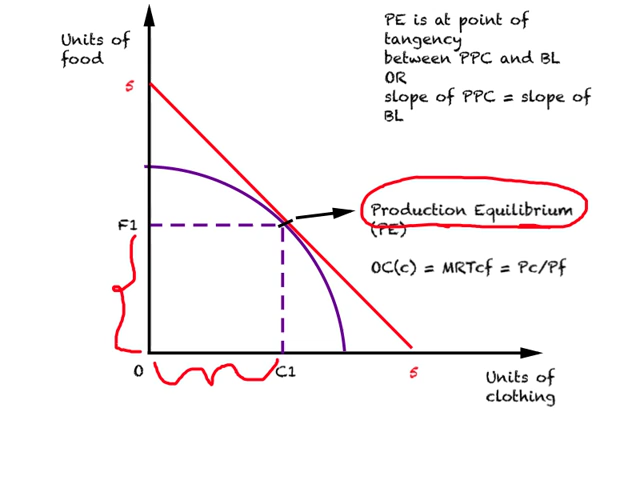 Units of
food
PE is at point of
tangency
between PPC and BL
OR
slope of PPC = slope of
BL
5
F1
Production Equilibrium
(PE)
OC(c) = MRTcf = Pc/Pf
0
C1
5
Units of
clothing